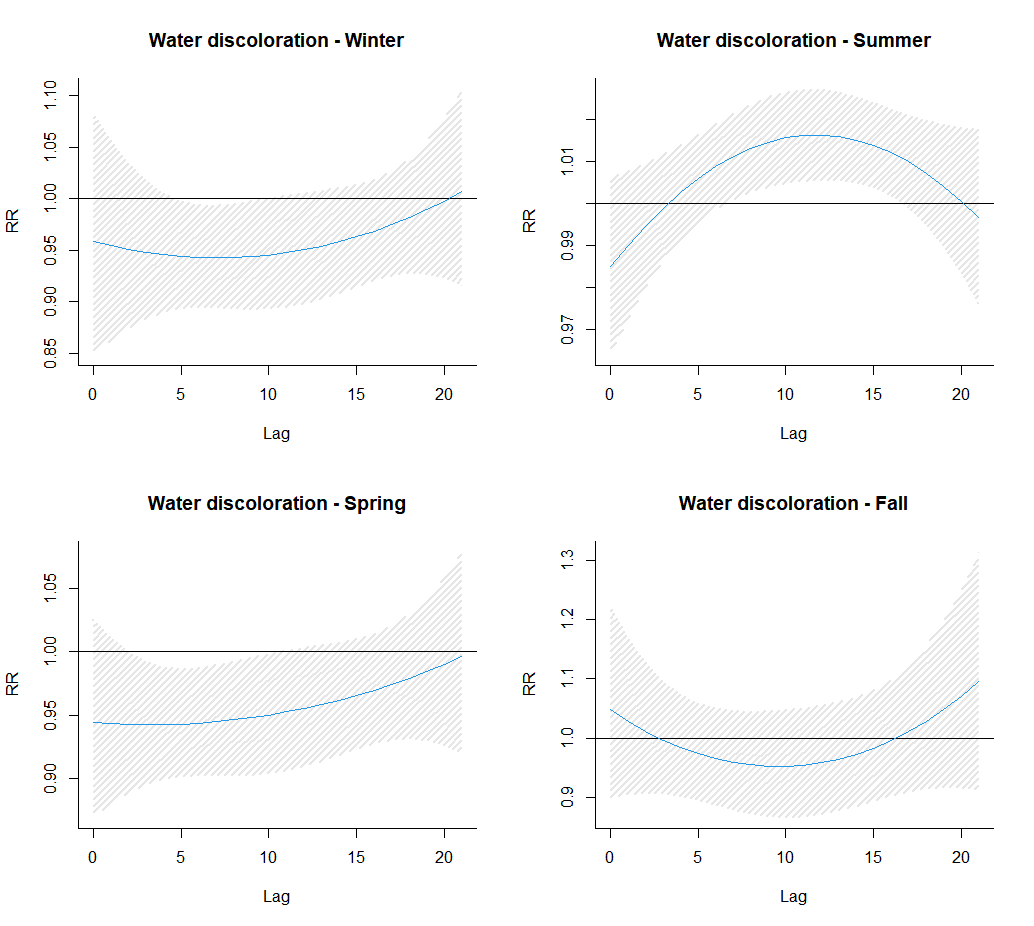 Water discoloration - Winter
RR
0.85 0.90 0.95 1.00 1.05 1.10
0 5 10 15 20
Lag
Water discoloration - Summer
RR
0.97 0.99 1.01
0 5 10 15 20
Lag
Water discoloration - Spring
RR
0.90 0.95 1.00 1.05
0 5 10 15 20
Lag
Water discoloration - Fall
RR
0.9 1.0 1.1 1.2 1.3
0 5 10 15 20
Lag